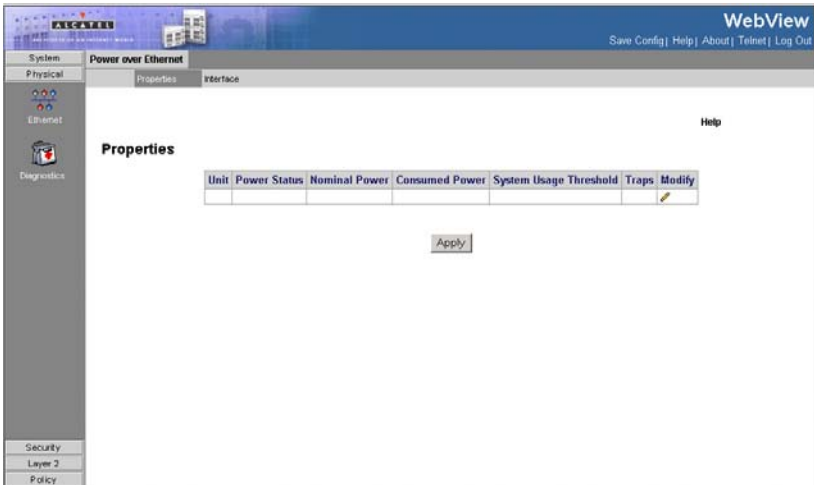 ALCATEL
WebView
Save Config| Help| About| Telnet| Log Out
System
Physical
Ethernet
Diagnostics
Security
Layer 2
Policy
Power over Ethernet
Properties Interface
Help
Properties
Unit Power Status Nominal Power Consumed Power System Usage Threshold Traps Modify
Apply